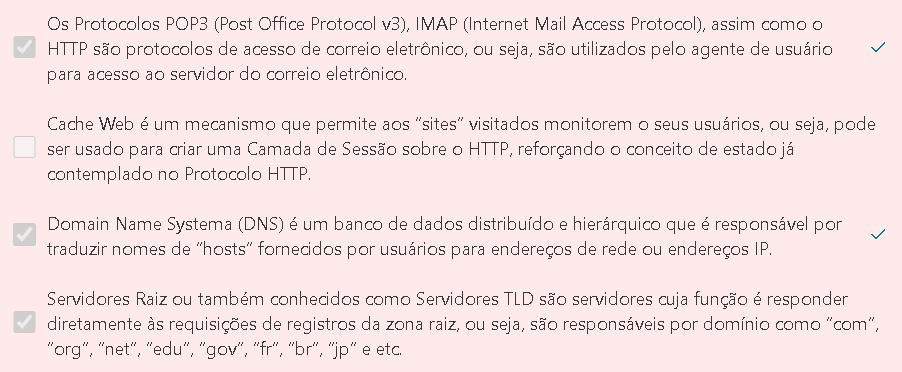 Os Protocolos POP3 (Post Office Protocol v3), IMAP (Internet Mail Access Protocol), assim como o
HTTP são protocolos de acesso de correio eletrônico, ou seja, são utilizados pelo agente de usuário
para acesso ao servidor do correio eletrônico.
Cache Web é um mecanismo que permite aos “sites” visitados monitorem o seus usuários, ou seja, pode
ser usado para criar uma Camada de Sessão sobre o HTTP, reforçando o conceito de estado já
contemplado no Protocolo HTTP.
Domain Name Systema (DNS) é um banco de dados distribuído e hierárquico que é responsável por
traduzir nomes de “hosts” fornecidos por usuários para endereços de rede ou endereços IP.
Servidores Raiz ou também conhecidos como Servidores TLD são servidores cuja função é responder
diretamente às requisições de registros da zona raiz, ou seja, são responsáveis por domínio como “com”,
“org”, “net”, “edu”, “gov”, “fr”, “br”, “jp” e etc.